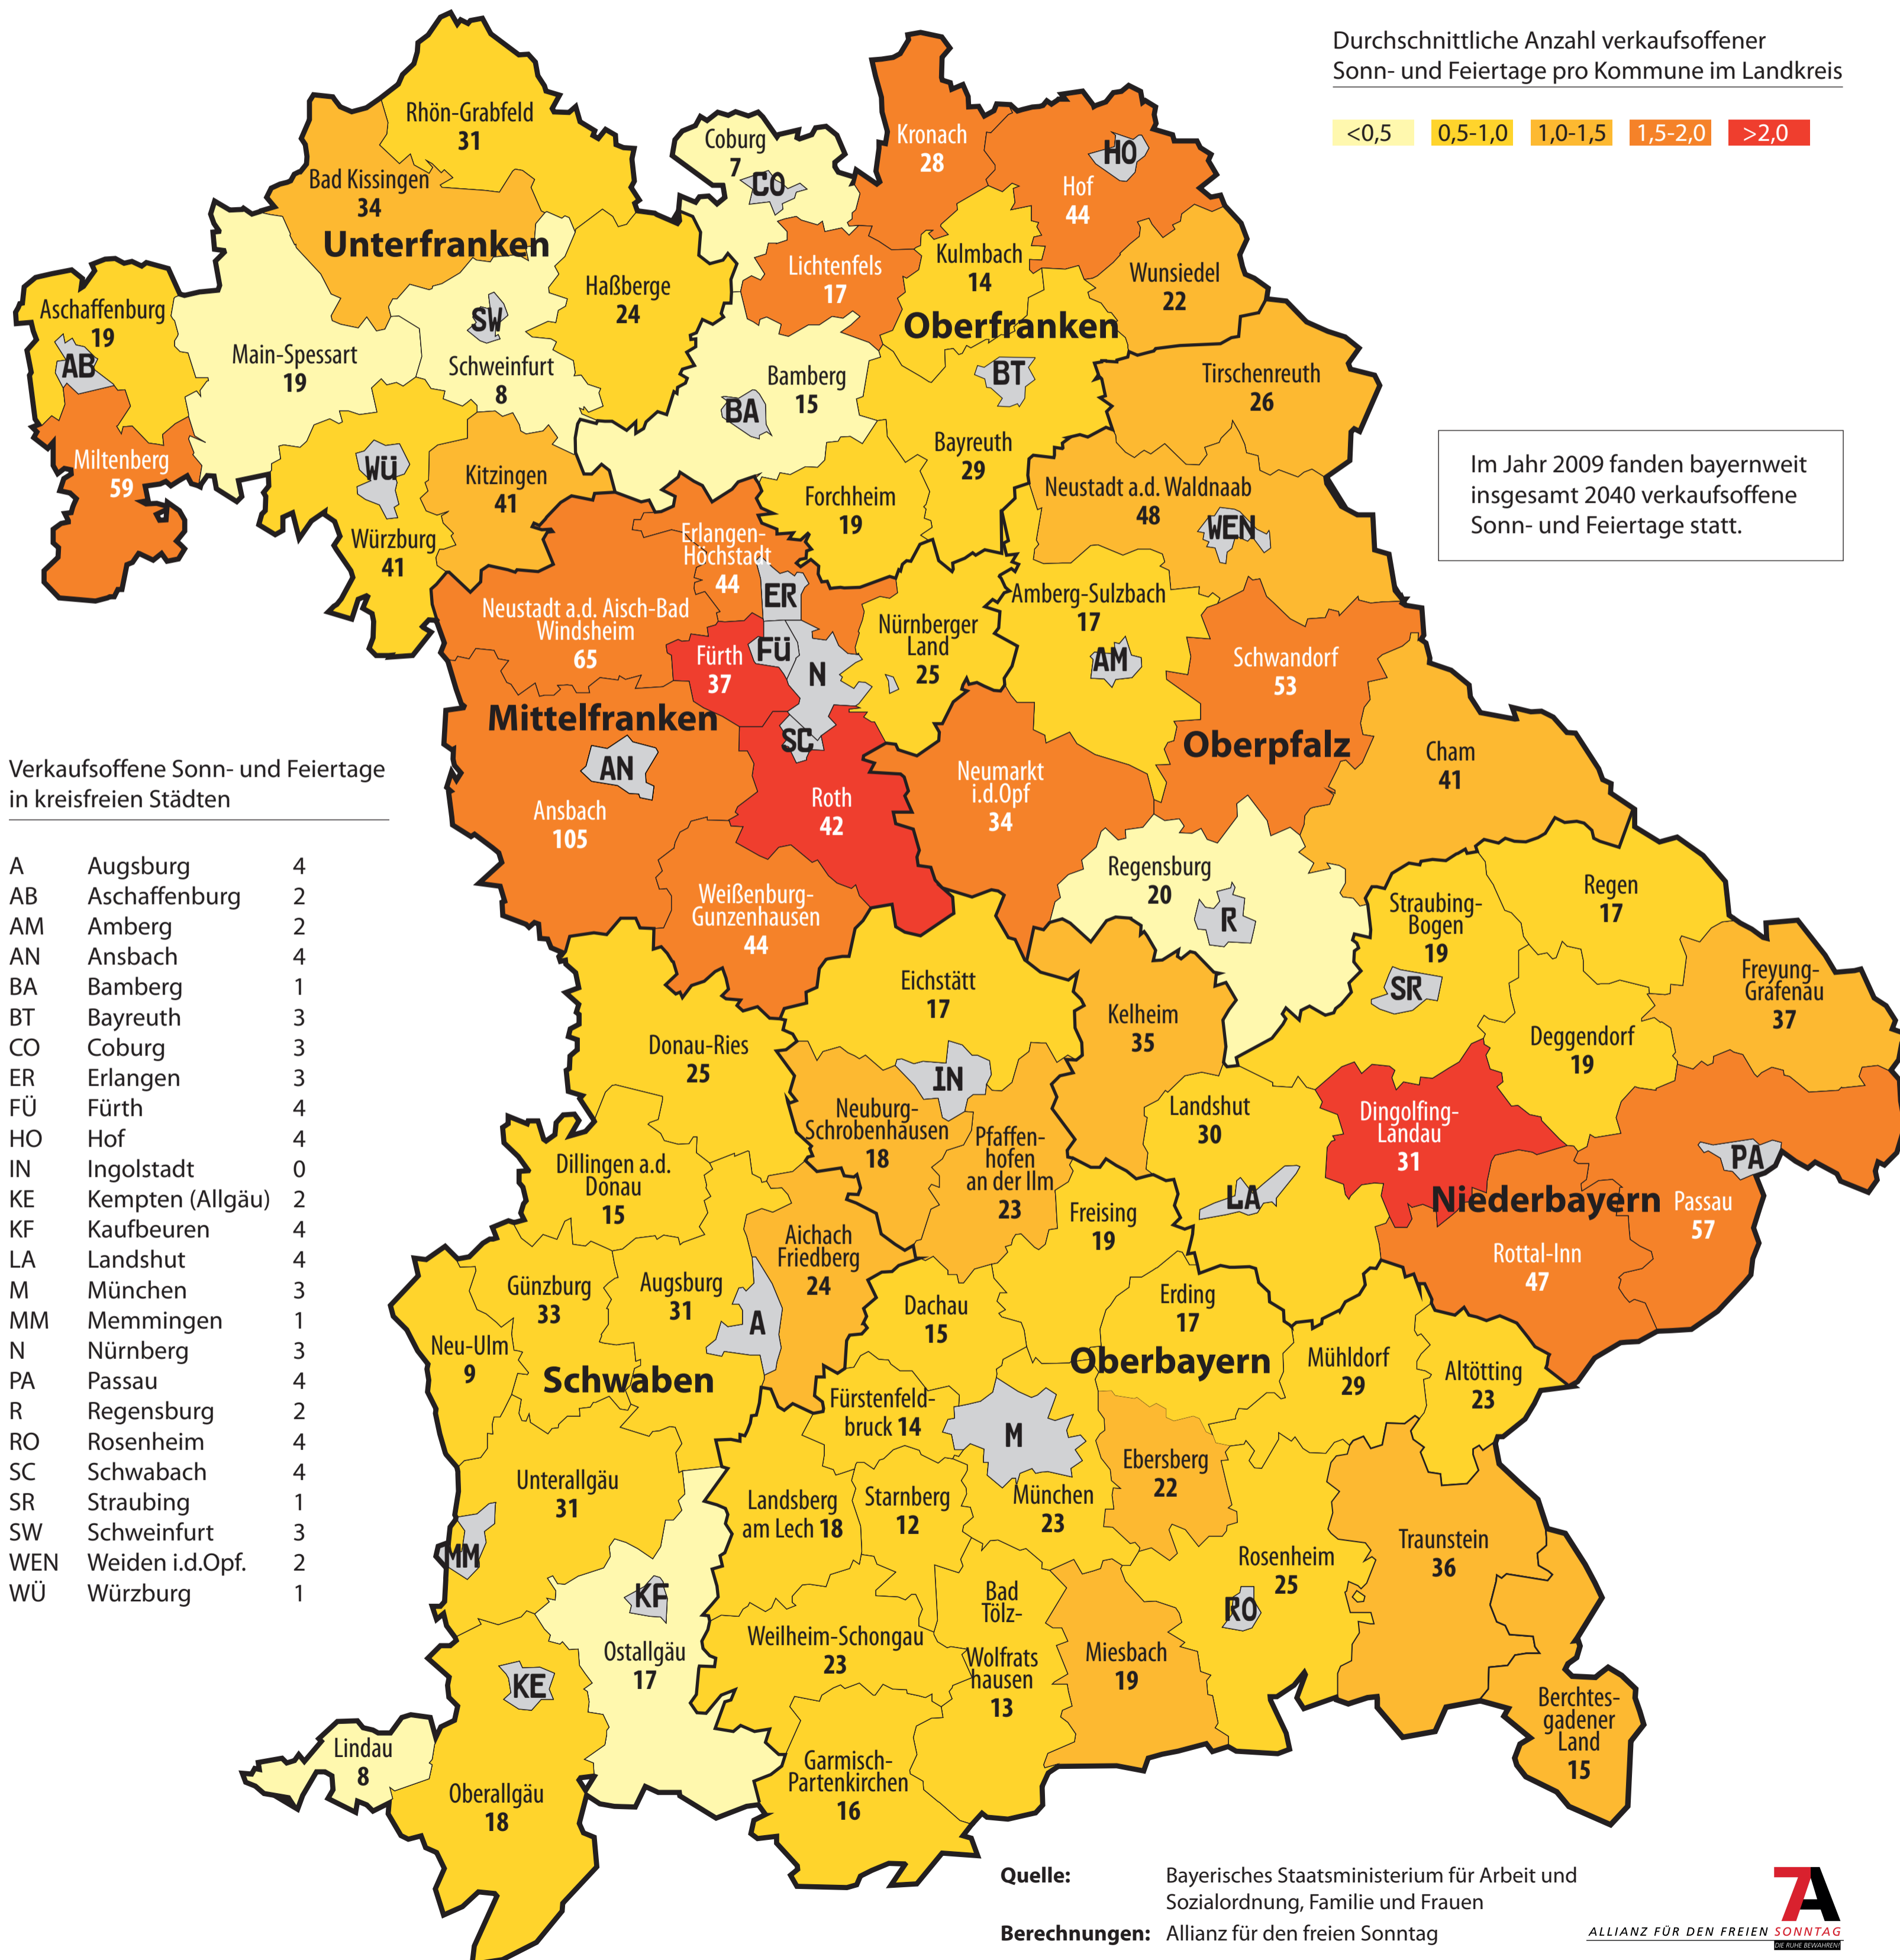 Durchschnittliche Anzahl verkaufsoffener
Sonn- und Feiertage pro Kommune im Landkreis
<0,5 0,5-1,0 1,0-1,5 1,5-2,0 >2,0
Im Jahr 2009 fanden bayernweit
insgesamt 2040 verkaufsoffene
Sonn- und Feiertage statt.
Rhön-Grabfeld
31
Bad Kissingen
34
Unterfranken
Coburg
7
CO
Kronach
28
HO
Hof
44
Lichtenfels
17
Kulmbach
14
Wunsiedel
22
Oberfranken
Aschaffenburg
19
AB
Main-Spessart
19
SW
Schweinfurt
8
Haßberge
24
Bamberg
15
BA
BT
Bayreuth
29
Tirschenreuth
26
Miltenberg
59
WÜ
Würzburg
41
Kitzingen
41
Forchheim
19
Neustadt a.d. Waldnaab
48
WEN
Erlangen-
Höchstadt
44
ER
Neustadt a.d. Aisch-Bad
Windsheim
65
Fürth
37
FÜ
N
SC
Nürnberger
Land
25
Amberg-Sulzbach
17
AM
Schwandorf
53
Mittelfranken
AN
Ansbach
105
Roth
42
Neumarkt
i.d.Opf
34
Oberpfalz
Cham
41
Weißenburg-
Gunzenhausen
44
Regensburg
20
R
Straubing-
Bogen
19
SR
Regen
17
Freyung-
Grafenau
37
Eichstätt
17
Kelheim
35
Deggendorf
19
Donau-Ries
25
IN
Neuburg-
Schrobenhausen
18
Pfaffen-
hofen
an der Ilm
23
Landshut
30
LA
Dingolfing-
Landau
31
Niederbayern
PA
Passau
57
Rottal-Inn
47
Dillingen a.d.
Donau
15
Aichach
Friedberg
24
Freising
19
Günzburg
33
Augsburg
31
A
Dachau
15
Erding
17
Neu-Ulm
9
Schwaben
Oberbayern
Mühldorf
29
Altötting
23
Fürstenfeld-
bruck 14
M
München
23
Ebersberg
22
Unterallgäu
31
MM
Landsberg
am Lech 18
Starnberg
12
Rosenheim
25
RO
Traunstein
36
KF
Ostallgäu
17
Weilheim-Schongau
23
Bad
Tölz-
Wolfrats
hausen
13
Miesbach
19
KE
Berchtes-
gadener
Land
15
Lindau
8
Oberallgäu
18
Garmisch-
Partenkirchen
16
Verkaufsoffene Sonn- und Feiertage
in kreisfreien Städten
A Augsburg 4
AB Aschaffenburg 2
AM Amberg 2
AN Ansbach 4
BA Bamberg 1
BT Bayreuth 3
CO Coburg 3
ER Erlangen 3
FÜ Fürth 4
HO Hof 4
IN Ingolstadt 0
KE Kempten (Allgäu) 2
KF Kaufbeuren 4
LA Landshut 4
M München 3
MM Memmingen 1
N Nürnberg 3
PA Passau 4
R Regensburg 2
RO Rosenheim 4
SC Schwabach 4
SR Straubing 1
SW Schweinfurt 3
WEN Weiden i.d.Opf. 2
WÜ Würzburg 1
Quelle: Bayerisches Staatsministerium für Arbeit und
Sozialordnung, Familie und Frauen
Berechnungen: Allianz für den freien Sonntag
7A
ALLIANZ FÜR DEN FREIEN SONNTAG
DIE RUHE BEWAHREN!